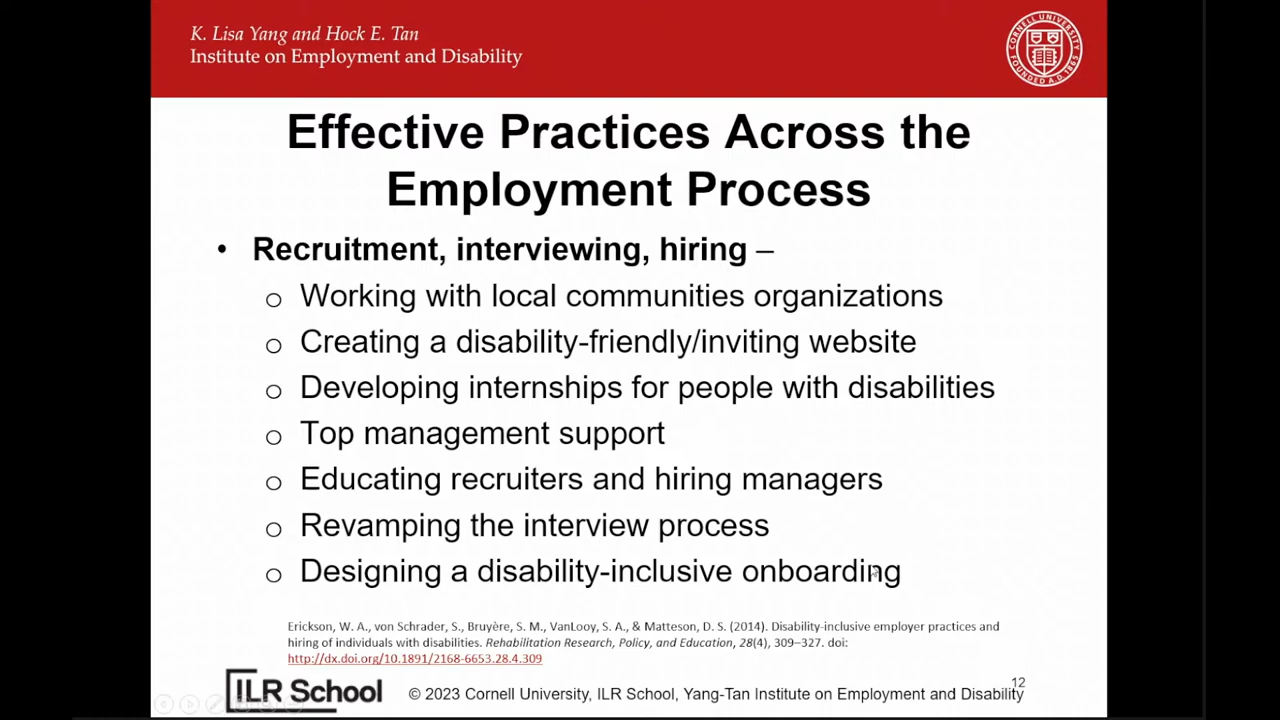 K. Lisa Yang and Hock E. Tan
Institute on Employment and Disability
CORNELL UNIVERSITY
FOUNDED A.D. 1865
Effective Practices Across the
Employment Process
• Recruitment, interviewing, hiring –
o Working with local communities organizations
o Creating a disability-friendly/inviting website
o Developing internships for people with disabilities
o Top management support
o Educating recruiters and hiring managers
o Revamping the interview process
o Designing a disability-inclusive onboarding
Erickson, W. A., von Schrader, S., Bruyère, S. M., VanLooy, S. A., & Matteson, D. S. (2014). Disability-inclusive employer practices and
hiring of individuals with disabilities. Rehabilitation Research, Policy, and Education, 28(4), 309–327. doi:
http://dx.doi.org/10.1891/2168-6653.28.4.309
12
ILR School
© 2023 Cornell University, ILR School, Yang-Tan Institute on Employment and Disability